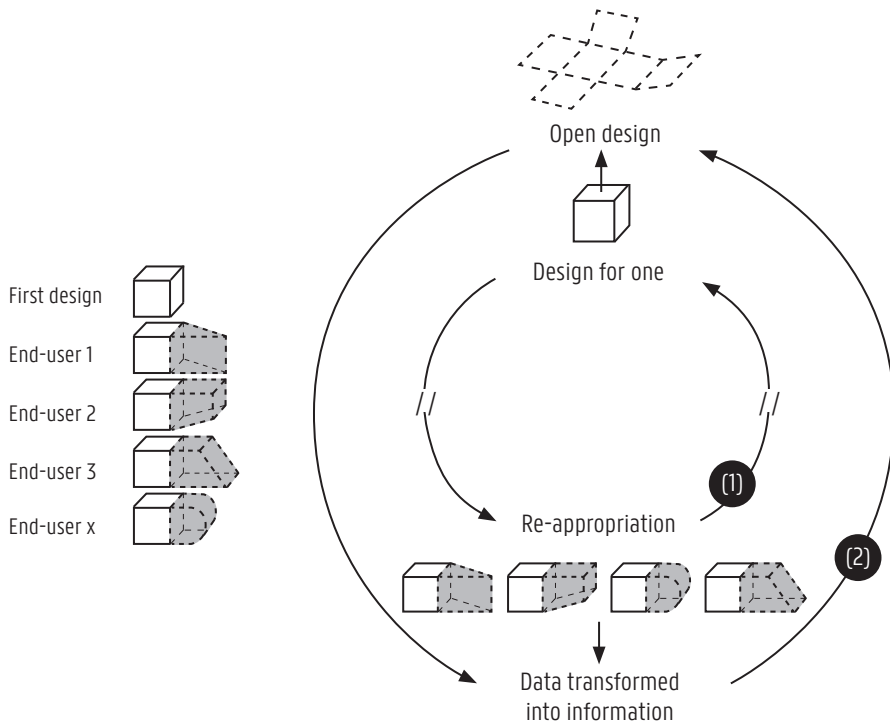 Open design
Design for one
First design
End-user 1
End-user 2
End-user 3
End-user x
(1)
Re-appropriation
(2)
Data transformed
into information